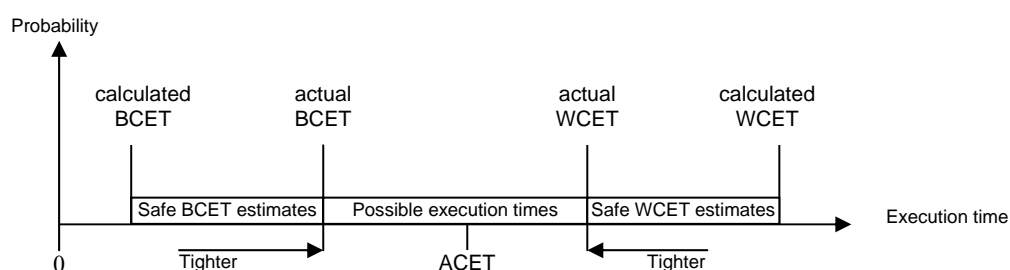 Probability
calculated
BCET
actual
BCET
actual
WCET
calculated
WCET
Safe BCET estimates
Possible execution times
Safe WCET estimates
Execution time
0
Tighter
ACET
Tighter